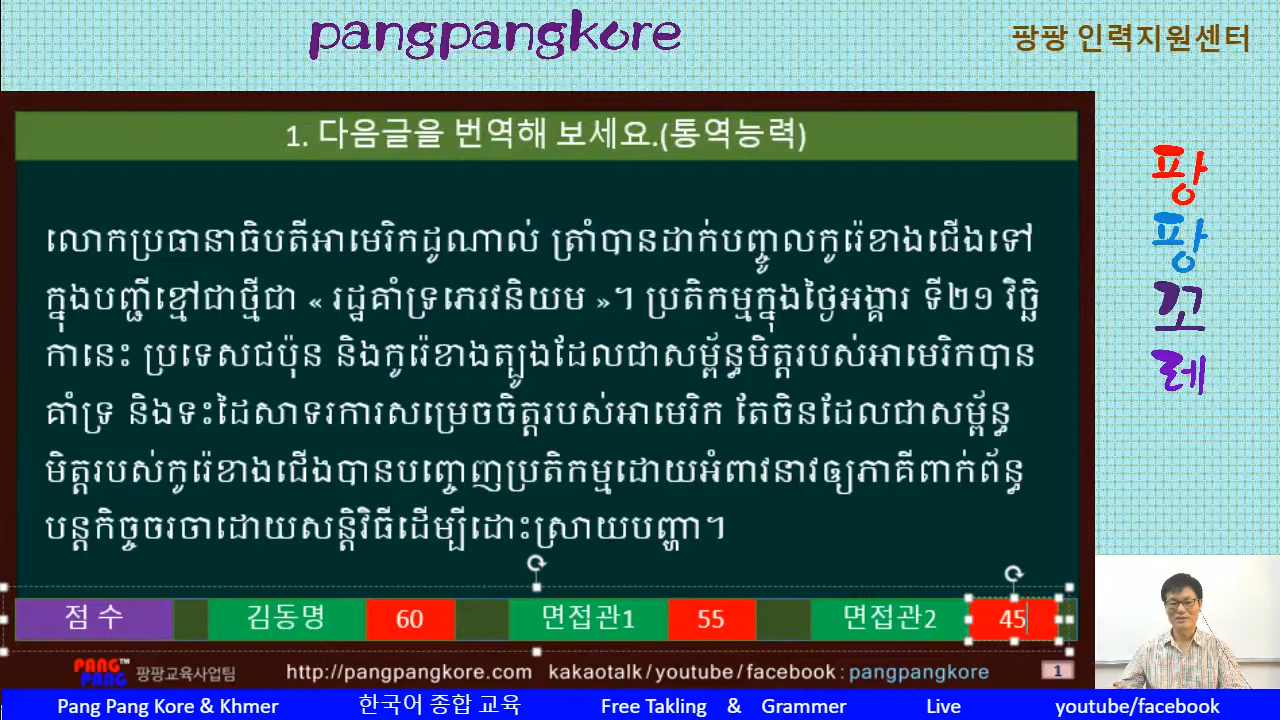 pangpangkore
팡팡 인력지원센터
1. 다음글을 번역해 보세요.(통역능력)
លោកប្រធានាធិបតីអាមេរិកដូណាល់ ត្រាំបានដាក់បញ្ចូលកូរ៉េខាងជើងទៅ
ក្នុងបញ្ជីខ្មៅជាថ្មីជា « រដ្ឋគាំទ្រភេរវនិយម »។ ប្រតិកម្មក្នុងថ្ងៃអង្គារ ទី២១ វិច្ឆិ
កានេះ ប្រទេសជប៉ុន និងកូរ៉េខាងត្បូងដែលជាសម្ព័ន្ធមិត្តរបស់អាមេរិកបាន
គាំទ្រ និងទះដៃសាទរការសម្រេចចិត្តរបស់អាមេរិក តែចិនដែលជាសម្ព័ន្ធ
មិត្តរបស់កូរ៉េខាងជើងបានបញ្ចេញប្រតិកម្មដោយអំពាវនាវឲ្យភាគីពាក់ព័ន្ធ
បន្តកិច្ចចរចាដោយសន្តិវិធីដើម្បីដោះស្រាយបញ្ហា។
팡
팡
꼬
레
점 수 김동명 60 면접관1 55 면접관2 45
PANG PANG™ 팡팡교육사업팀 http://pangpangkore.com kakaotalk/youtube/facebook : pangpangkore 1
Pang Pang Kore & Khmer 한국어 종합 교육 Free Takling & Grammer Live youtube/facebook